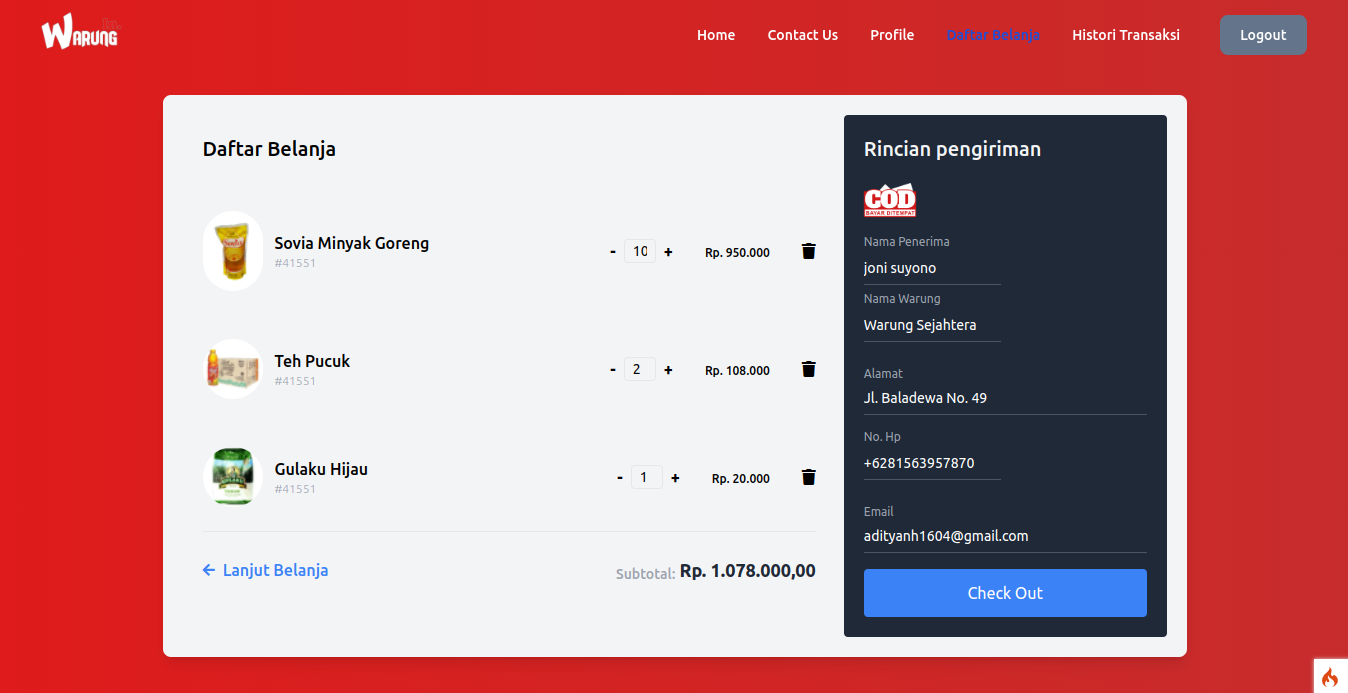 WARUNG
Home
Contact Us
Profile
Daftar Belanja
Histori Transaksi
Logout
Daftar Belanja
Sovia Minyak Goreng
#41551
- 10 +
Rp. 950.000
Teh Pucuk
#41551
- 2 +
Rp. 108.000
Gulaku Hijau
#41551
- 1 +
Rp. 20.000
Lanjut Belanja
Subtotal: Rp. 1.078.000,00
Rincian pengiriman
COD
BAYAR DITEMPAT
Nama Penerima
joni suyono
Nama Warung
Warung Sejahtera
Alamat
Jl. Baladewa No. 49
No. Hp
+6281563957870
Email
adityanh1604@gmail.com
Check Out